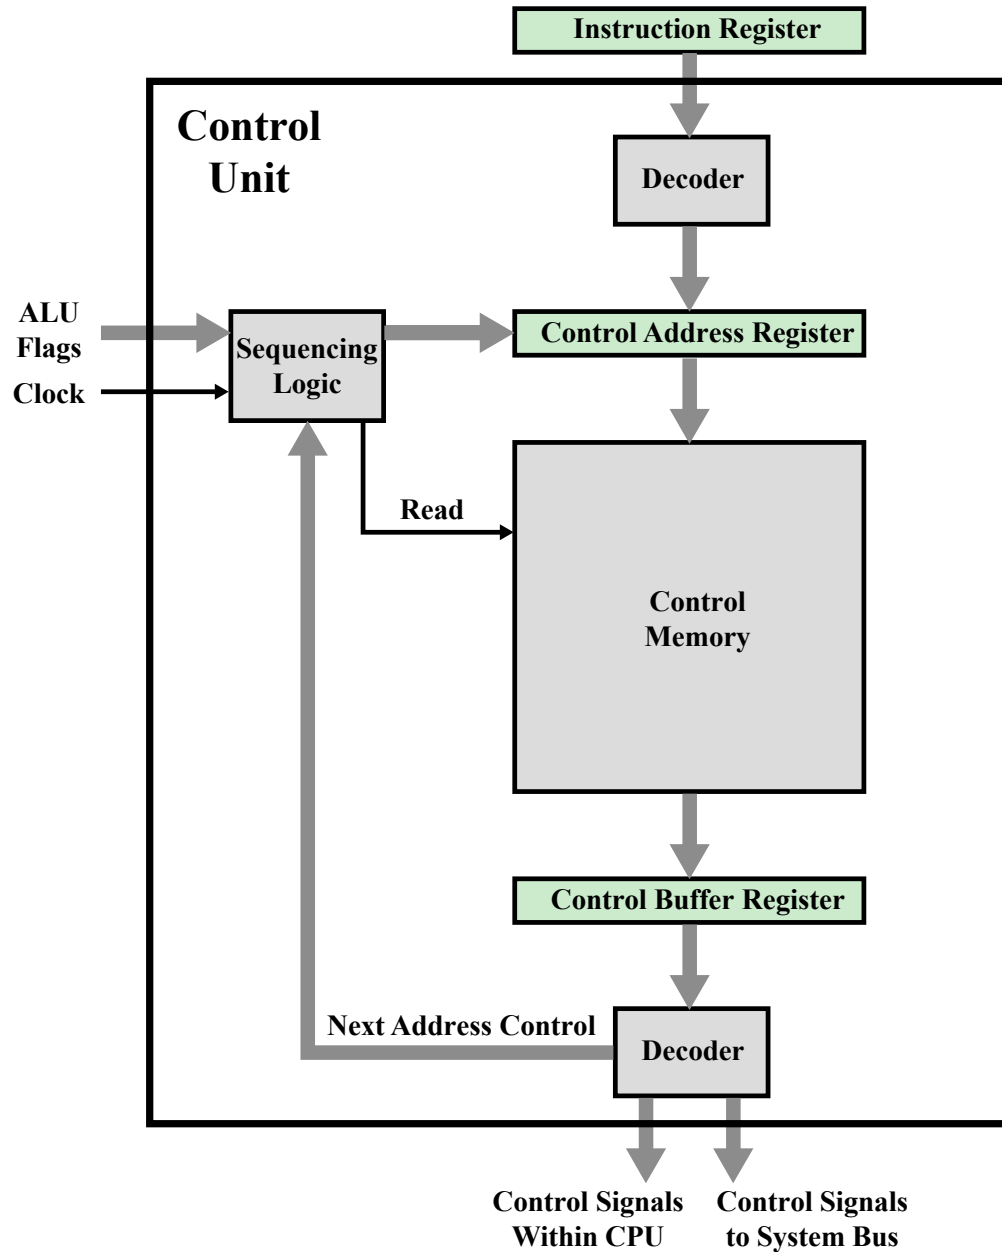 Instruction Register
Control
Unit
Decoder
ALU
Flags
Clock
Sequencing
Logic
Control Address Register
Read
Control
Memory
Control Buffer Register
Next Address Control
Decoder
Control Signals
Within CPU
Control Signals
to System Bus